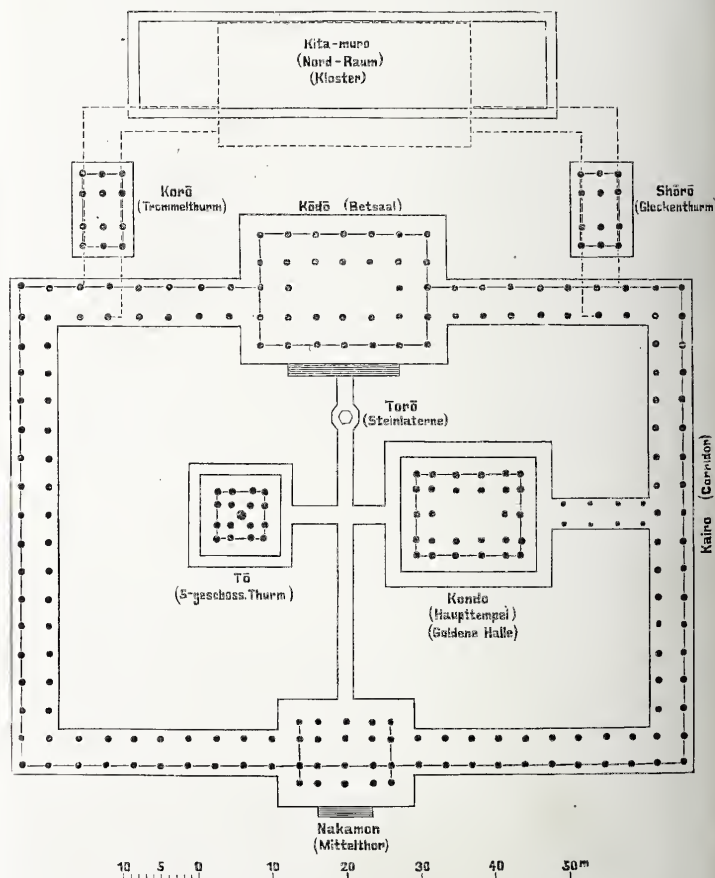 Kita-muro
(Nord-Raum)
(Kloster)
Korō
(Trommelthurm)
Kōdō (Betsaal)
Shōrō
(Glockenthurm)
Torō
(Steinlaterne)
Kairo (Corridor)
Tō
(5-geschoss. Thurm)
Kondo
(Haupttempel)
(Goldene Halle)
Nakamon
(Mittelthor)
10 5 0 10 20 30 40 50m